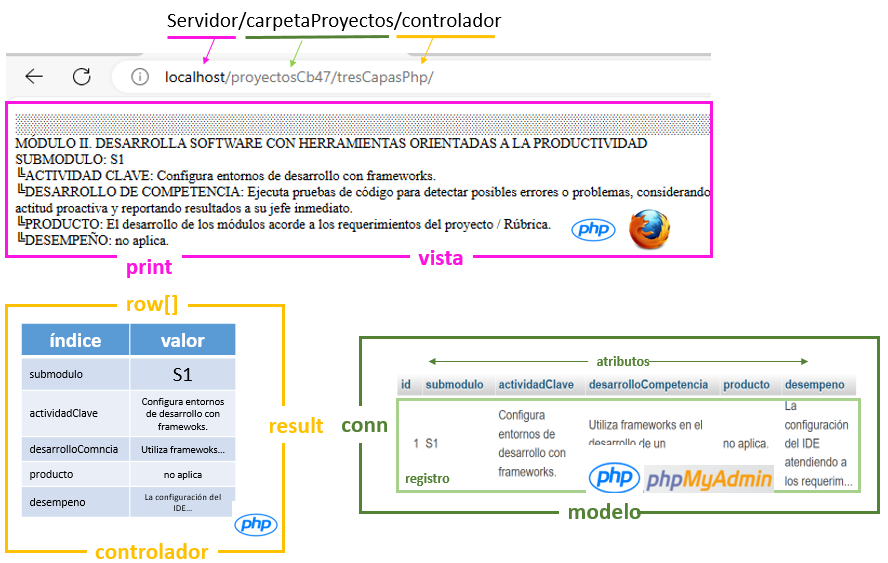 Servidor/carpetaProyectos/controlador
localhost/proyectosCb47/tresCapasPhp/
MÓDULO II. DESARROLLA SOFTWARE CON HERRAMIENTAS ORIENTADAS A LA PRODUCTIVIDAD
SUBMODULO: S1
╚ACTIVIDAD CLAVE: Configura entornos de desarrollo con frameworks.
╚DESARROLLO DE COMPETENCIA: Ejecuta pruebas de código para detectar posibles errores o problemas, considerando
actitud proactiva y reportando resultados a su jefe inmediato.
╚PRODUCTO: El desarrollo de los módulos acorde a los requerimientos del proyecto / Rúbrica.
╚DESEMPEÑO: no aplica.
php
print
vista
row[]
índice valor
submodulo S1
actividadClave Configura entornos
de desarrollo con
framewoks.
desarrolloComncia Utiliza framewoks...
producto no aplica
desempeno La configuración del
IDE...
php
result
controlador
conn
atributos
id submodulo actividadClave desarrolloCompetencia producto desempeno
1 S1
Configura
entornos de
desarrollo con
frameworks.
Utiliza frameworks en el
desarrollo de un
no aplica.
La
configuración
del IDE
atendiendo a
los requerim...
registro
php
phpMyAdmin
modelo